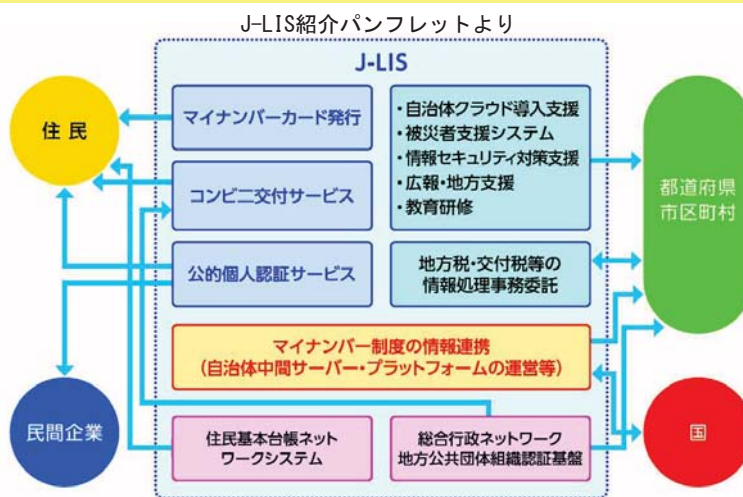 J-LIS紹介パンフレットより
J-LIS
住民
マイナンバーカード発行
コンビニ交付サービス
公的個人認証サービス
・自治体クラウド導入支援
・被災者支援システム
・情報セキュリティ対策支援
・広報・地方支援
・教育研修
地方税・交付税等の
情報処理事務委託
都道府県
市区町村
マイナンバー制度の情報連携
（自治体中間サーバー・プラットフォームの運営等）
民間企業
住民基本台帳ネット
ワークシステム
総合行政ネットワーク
地方公共団体組織認証基盤
国